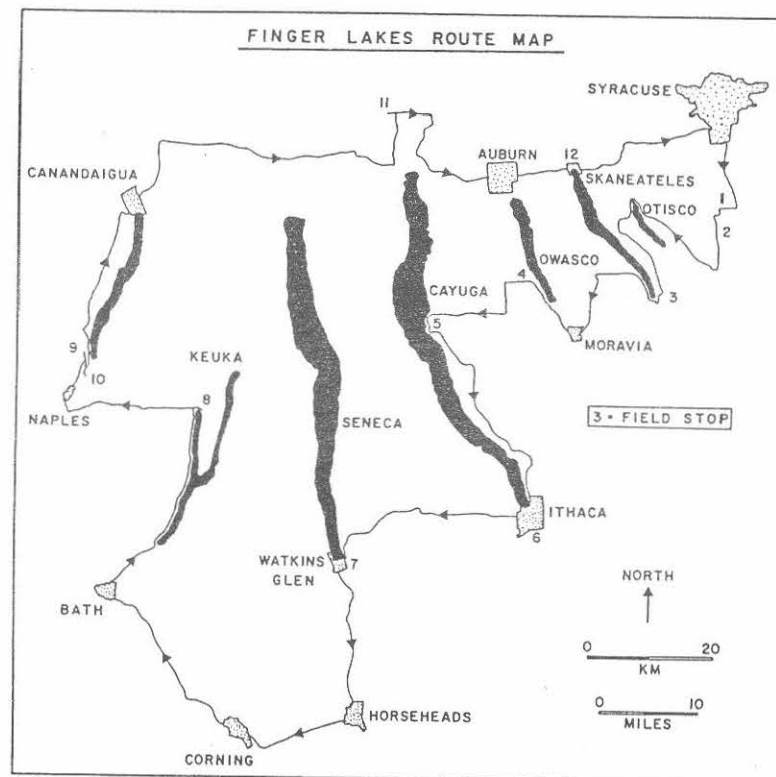 FINGER LAKES ROUTE MAP
SYRACUSE
11
AUBURN
12
SKANEATELES
CANANDAIGUA
OTISCO
1
2
OWASCO
4
CAYUGA
3
5
MORAVIA
9
10
KEUKA
8
NAPLES
SENECA
3 = FIELD STOP
ITHACA
6
WATKINS
GLEN
7
NORTH
BATH
0 20
KM
0 10
MILES
HORSEHEADS
CORNING